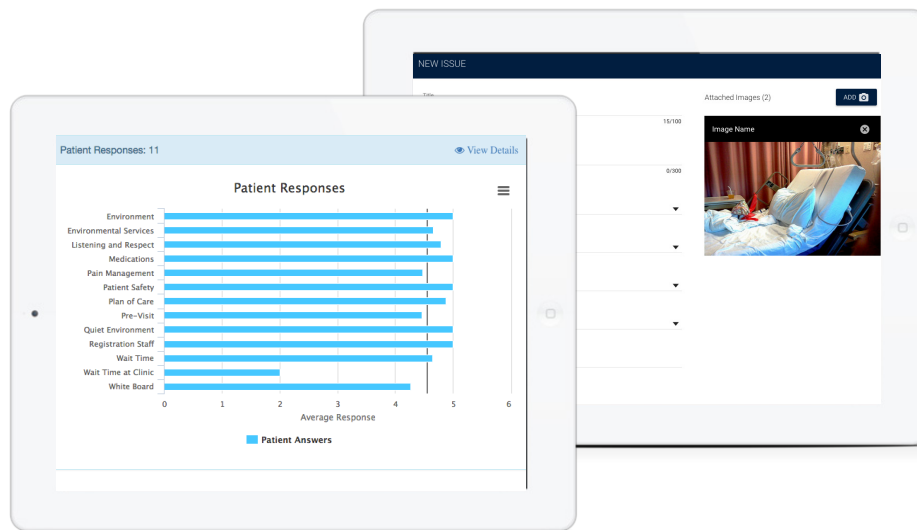 NEW ISSUE
Title
Attached Images (2)
ADD
15/100
Image Name
0/300
Patient Responses: 11
View Details
Patient Responses
Environment
Environmental Services
Listening and Respect
Medications
Pain Management
Patient Safety
Plan of Care
Pre-Visit
Quiet Environment
Registration Staff
Wait Time
Wait Time at Clinic
White Board
0 1 2 3 4 5 6
Average Response
Patient Answers